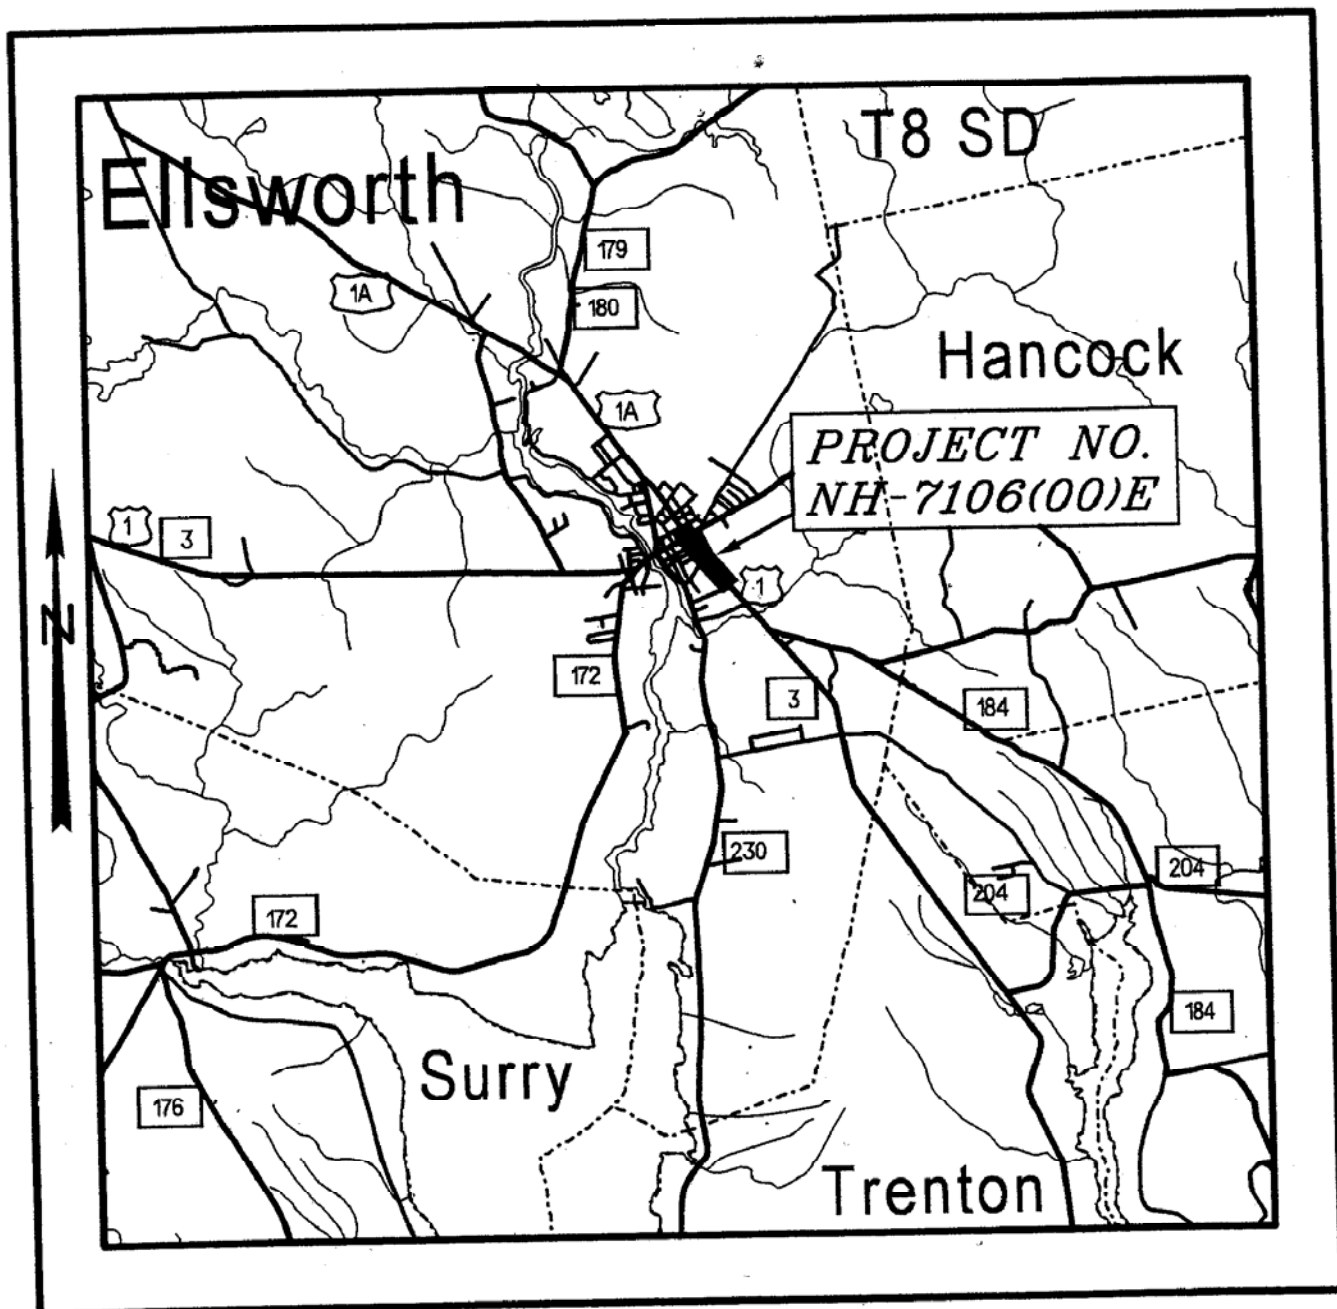 T8 SD
Ellsworth
179
1A
180
Hancock
1A
PROJECT NO.
NH-7106(00)E
1
3
1
N
172
3
184
230
204
204
172
184
Surry
176
Trenton